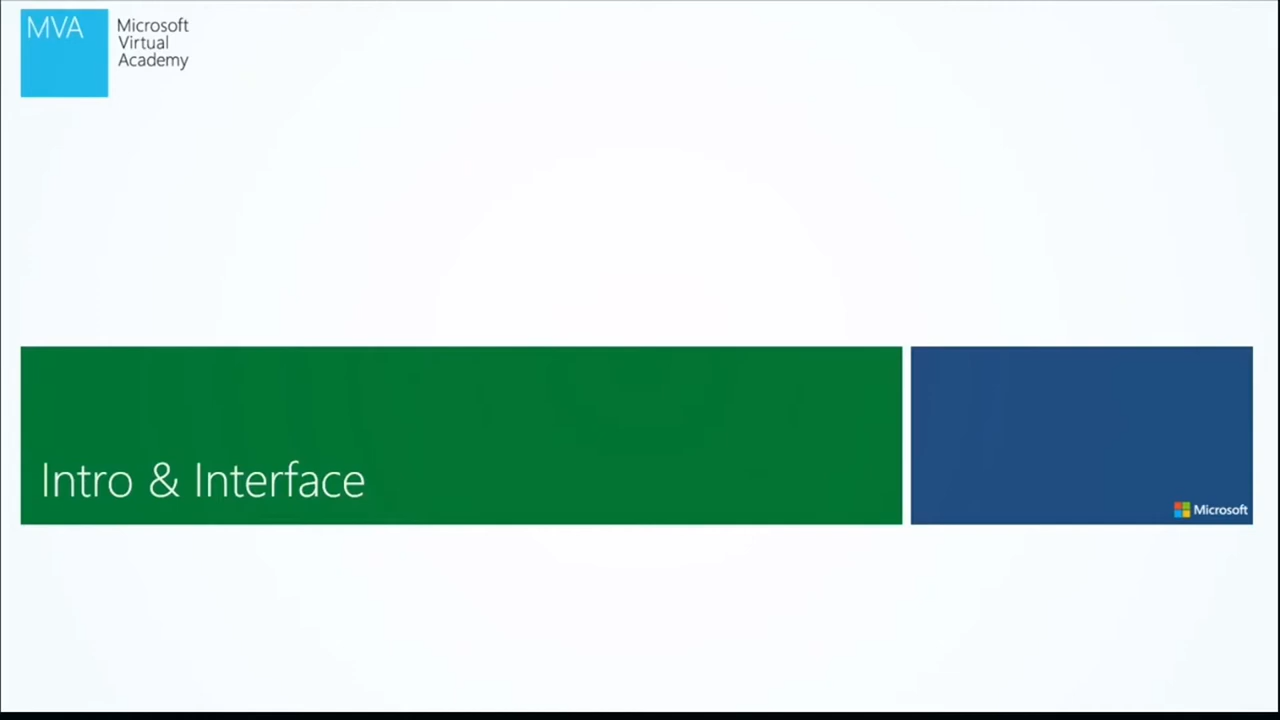 MVA
Microsoft
Virtual
Academy
Intro & Interface
Microsoft